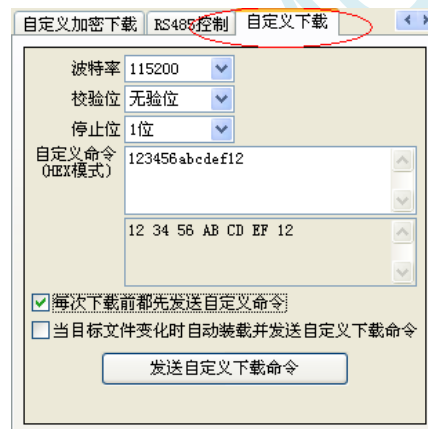 自定义加密下载 RS485控制 自定义下载
波特率 115200
校验位 无验位
停止位 1位
自定义命令 123456abcdef12
(HEX模式)
12 34 56 AB CD EF 12
每次下载前都先发送自定义命令
当目标文件变化时自动装载并发送自定义下载命令
发送自定义下载命令